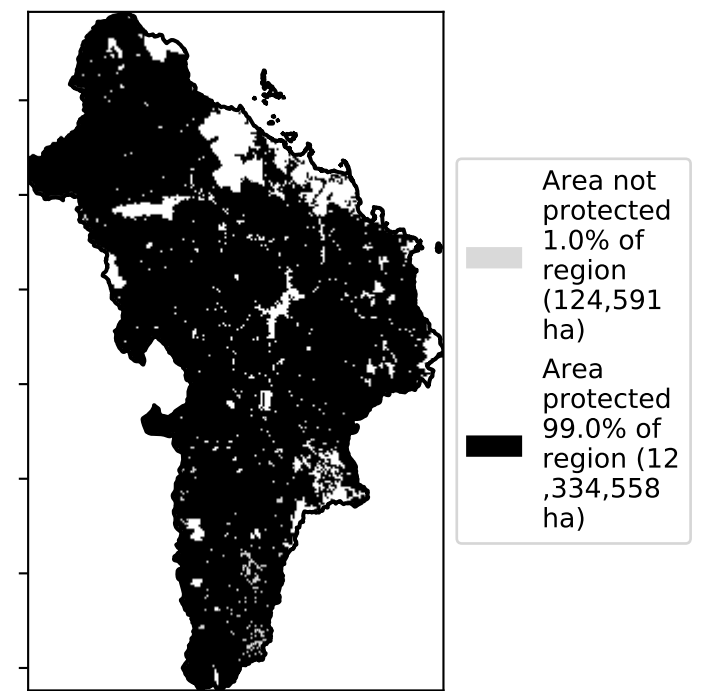 Area not
protected
1.0% of
region
(124,591
ha)
Area
protected
99.0% of
region (12
,334,558
ha)